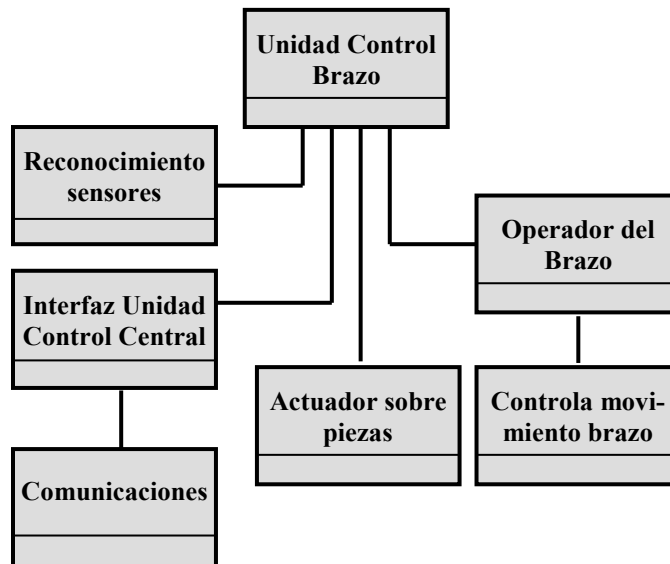 Unidad Control
Brazo
Reconocimiento
sensores
Operador del
Brazo
Interfaz Unidad
Control Central
Actuador sobre
piezas
Controla movi-
miento brazo
Comunicaciones